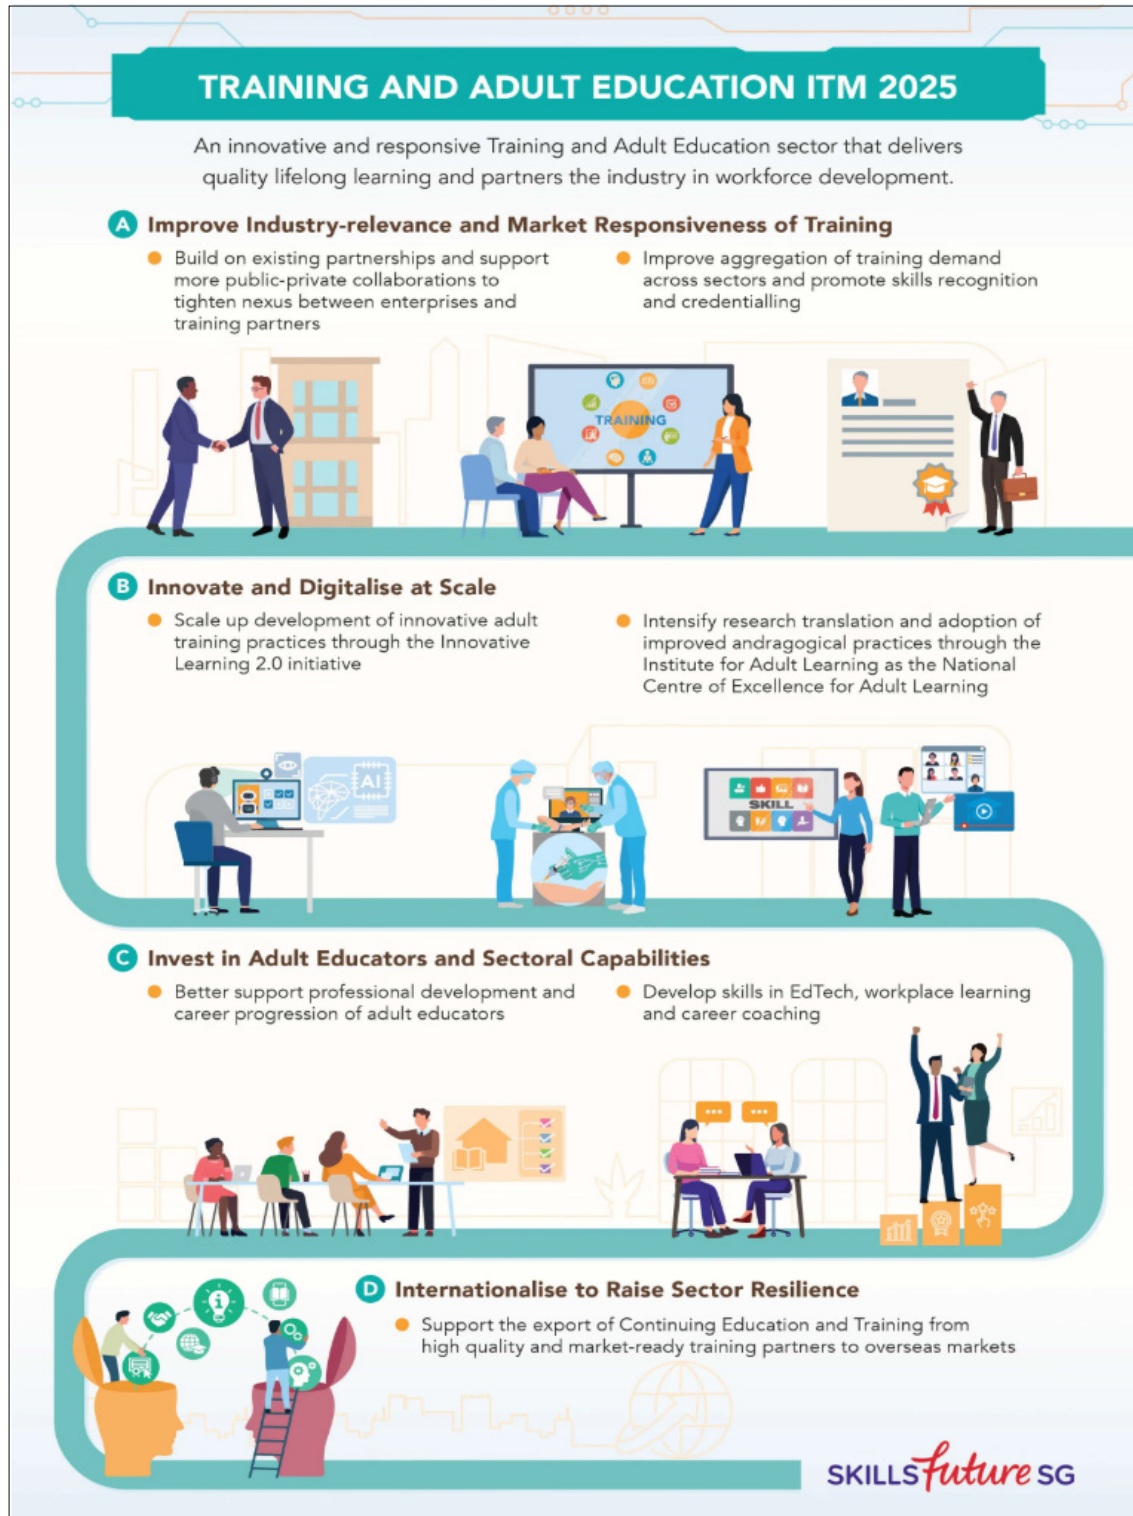 TRAINING AND ADULT EDUCATION ITM 2025
An innovative and responsive Training and Adult Education sector that delivers
quality lifelong learning and partners the industry in workforce development.
A Improve Industry-relevance and Market Responsiveness of Training
Build on existing partnerships and support
more public-private collaborations to
tighten nexus between enterprises and
training partners
Improve aggregation of training demand
across sectors and promote skills recognition
and credentialling
TRAINING
B Innovate and Digitalise at Scale
Scale up development of innovative adult
training practices through the Innovative
Learning 2.0 initiative
Intensify research translation and adoption of
improved andragogical practices through the
Institute for Adult Learning as the National
Centre of Excellence for Adult Learning
AI
SKILL
C Invest in Adult Educators and Sectoral Capabilities
Better support professional development and
career progression of adult educators
Develop skills in EdTech, workplace learning
and career coaching
D Internationalise to Raise Sector Resilience
Support the export of Continuing Education and Training from
high quality and market-ready training partners to overseas markets
SKILLS future SG